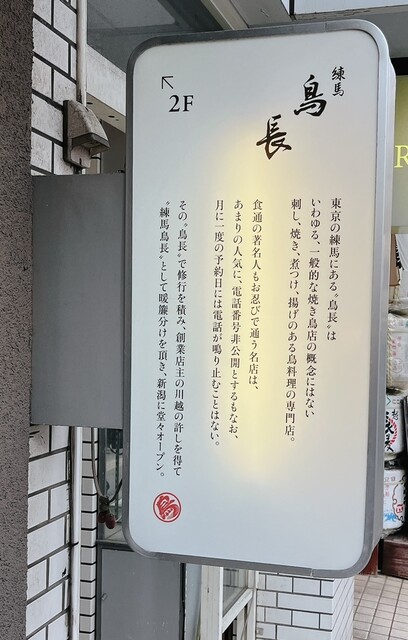 練馬
鳥長
↖
2F
東京の練馬にある〝鳥長〟は
いわゆる、一般的な焼き鳥店の概念にはない
刺し、焼き、煮つけ、揚げのある鳥料理の専門店。
食通の著名人もお忍びで通う名店は、
あまりの人気に、電話番号非公開とするもなお、
月に一度の予約日には電話が鳴り止むことはない。
その〝鳥長〟で修行を積み、創業店主の川越の許しを得て
〝練馬鳥長〟として暖簾分けを頂き、新潟に堂々オープン。
鳥
R